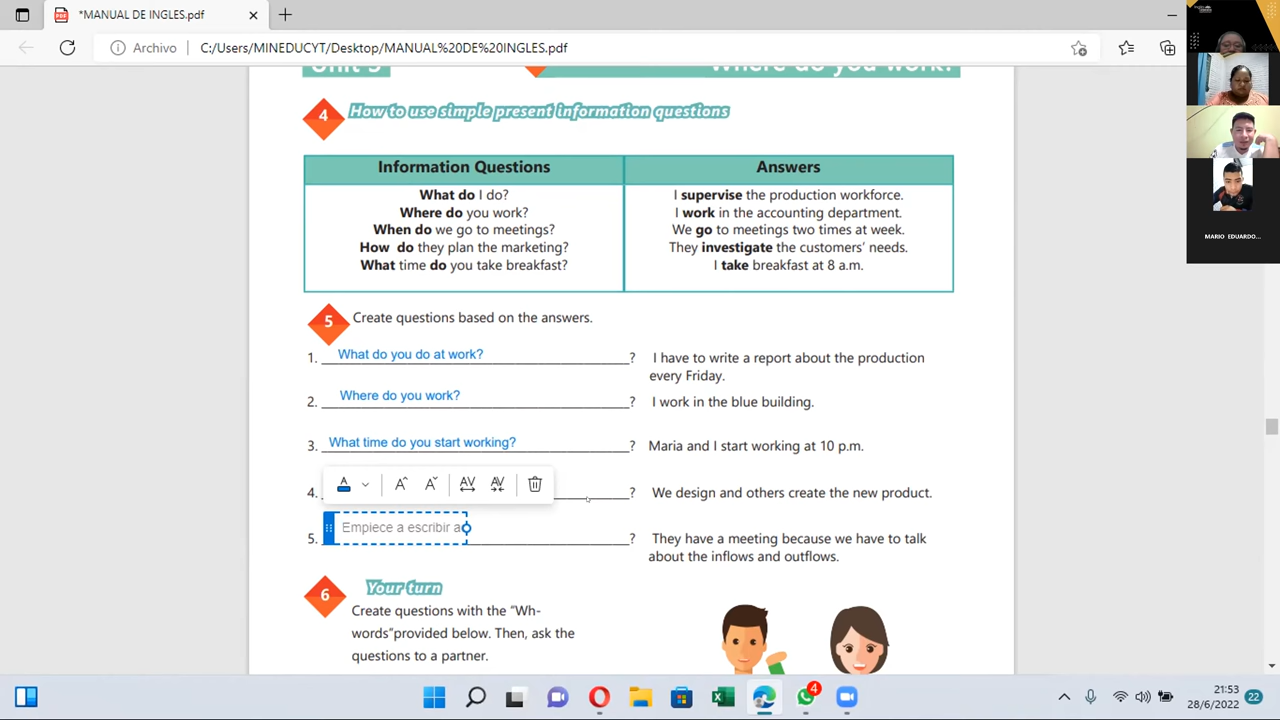 *MANUAL DE INGLES.pdf
Archivo
C:/Users/MINEDUCYT/Desktop/MANUAL%20DE%20INGLES.pdf
Unit 5
Where do you work?
4
How to use simple present information questions
Information Questions
Answers
What do I do?
I supervise the production workforce.
Where do you work?
I work in the accounting department.
When do we go to meetings?
We go to meetings two times at week.
How do they plan the marketing?
They investigate the customers' needs.
What time do you take breakfast?
I take breakfast at 8 a.m.
5
Create questions based on the answers.
1. What do you do at work? ? I have to write a report about the production
every Friday.
2. Where do you work? ? I work in the blue building.
3. What time do you start working? ? Maria and I start working at 10 p.m.
4. ? We design and others create the new product.
Empiece a escribir a
5. ? They have a meeting because we have to talk
about the inflows and outflows.
6
Your turn
Create questions with the "Wh-
words"provided below. Then, ask the
questions to a partner.
MARIO EDUARDO...
4
21:53
28/6/2022
22